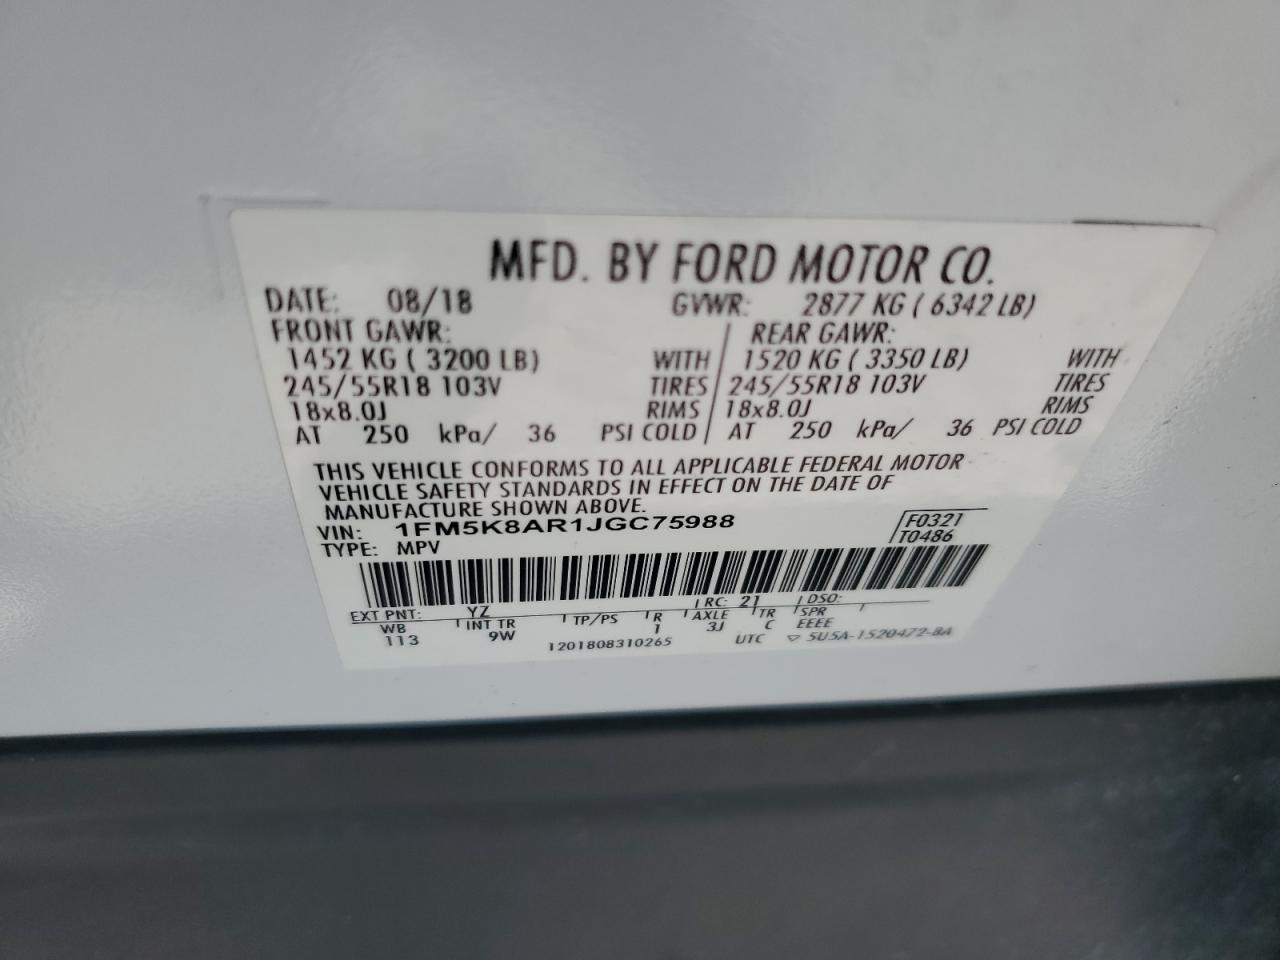 MFD. BY FORD MOTOR CO.
DATE: 08/18 GVWR: 2877 KG ( 6342 LB)
FRONT GAWR: REAR GAWR:
1452 KG ( 3200 LB) WITH 1520 KG ( 3350 LB) WITH
245/55R18 103V TIRES 245/55R18 103V TIRES
18x8.0J RIMS 18x8.0J RIMS
AT 250 kPa/ 36 PSI COLD AT 250 kPa/ 36 PSI COLD
THIS VEHICLE CONFORMS TO ALL APPLICABLE FEDERAL MOTOR
VEHICLE SAFETY STANDARDS IN EFFECT ON THE DATE OF
MANUFACTURE SHOWN ABOVE.
VIN: 1FM5K8AR1JGC75988 F0321
TYPE: MPV T0486
EXT PNT: YZ RC: 21 DSO:
WB INT TR TP/PS R AXLE TR SPR
113 9W 1 3J C EEEE
1201808310265 UTC ▽ 5U5A-1520472-BA